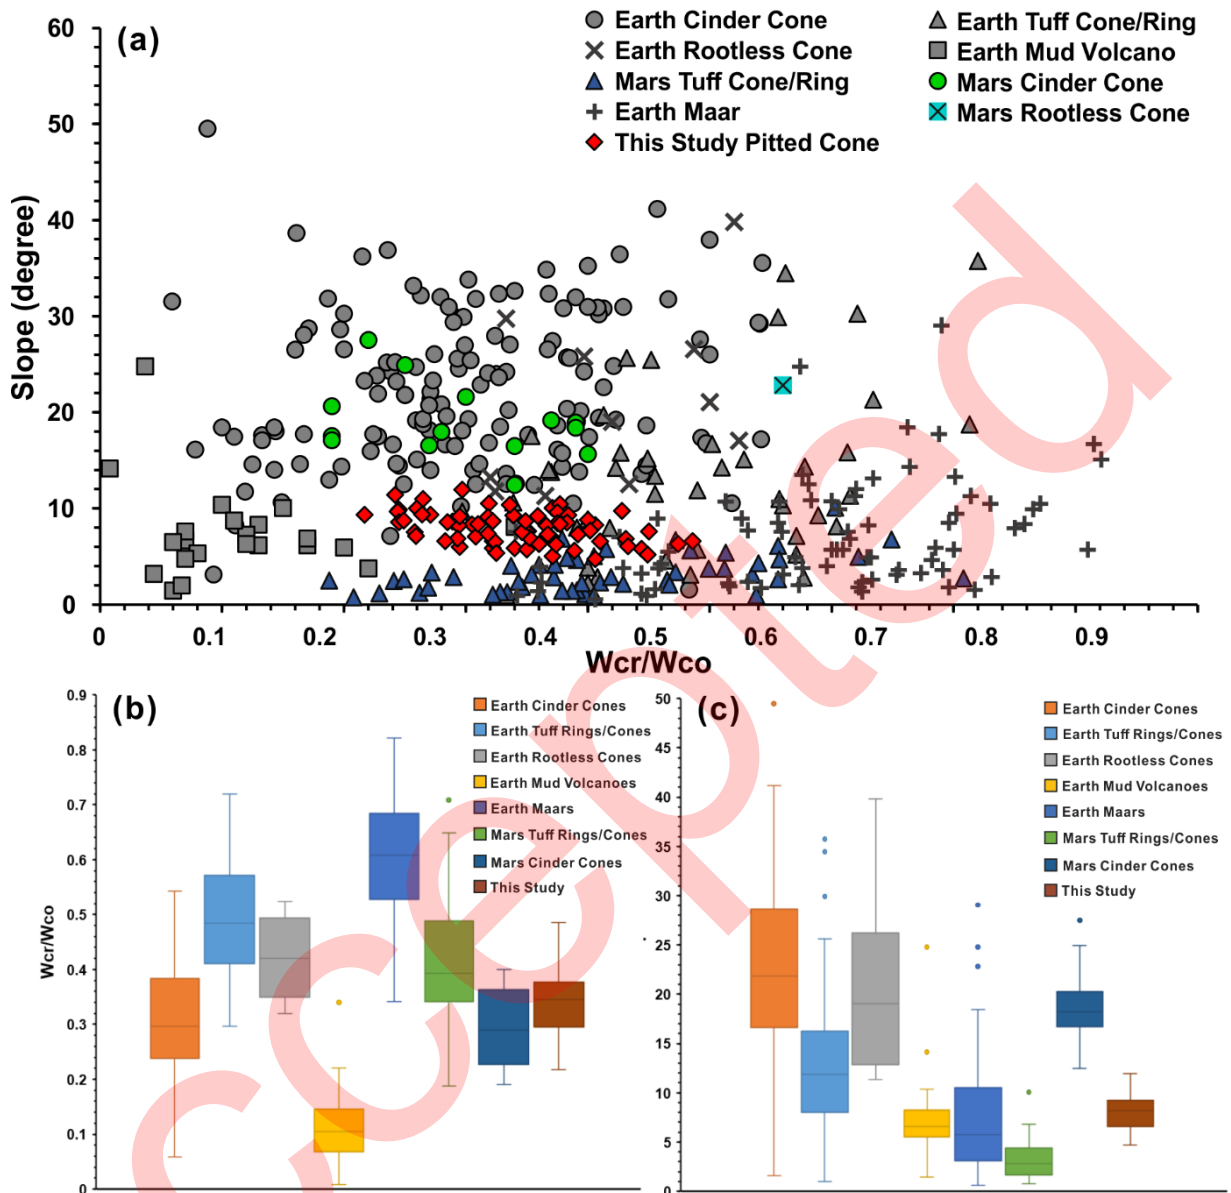 (a)
60
50
40
30
20
10
0
Slope (degree)
Earth Cinder Cone
Earth Tuff Cone/Ring
Earth Rootless Cone
Earth Mud Volcano
Mars Tuff Cone/Ring
Mars Cinder Cone
Earth Maar
Mars Rootless Cone
This Study Pitted Cone
0 0.1 0.2 0.3 0.4 0.5 0.6 0.7 0.8 0.9
Wcr/Wco
(b)
0.9
0.8
0.7
0.6
0.5
0.4
0.3
0.2
0.1
0
Wcr/Wco
Earth Cinder Cones
Earth Tuff Rings/Cones
Earth Rootless Cones
Earth Mud Volcanoes
Earth Maars
Mars Tuff Rings/Cones
Mars Cinder Cones
This Study
(c)
50
45
40
35
30
25
20
15
10
5
0
Earth Cinder Cones
Earth Tuff Rings/Cones
Earth Rootless Cones
Earth Mud Volcanoes
Earth Maars
Mars Tuff Rings/Cones
Mars Cinder Cones
This Study
ccepted